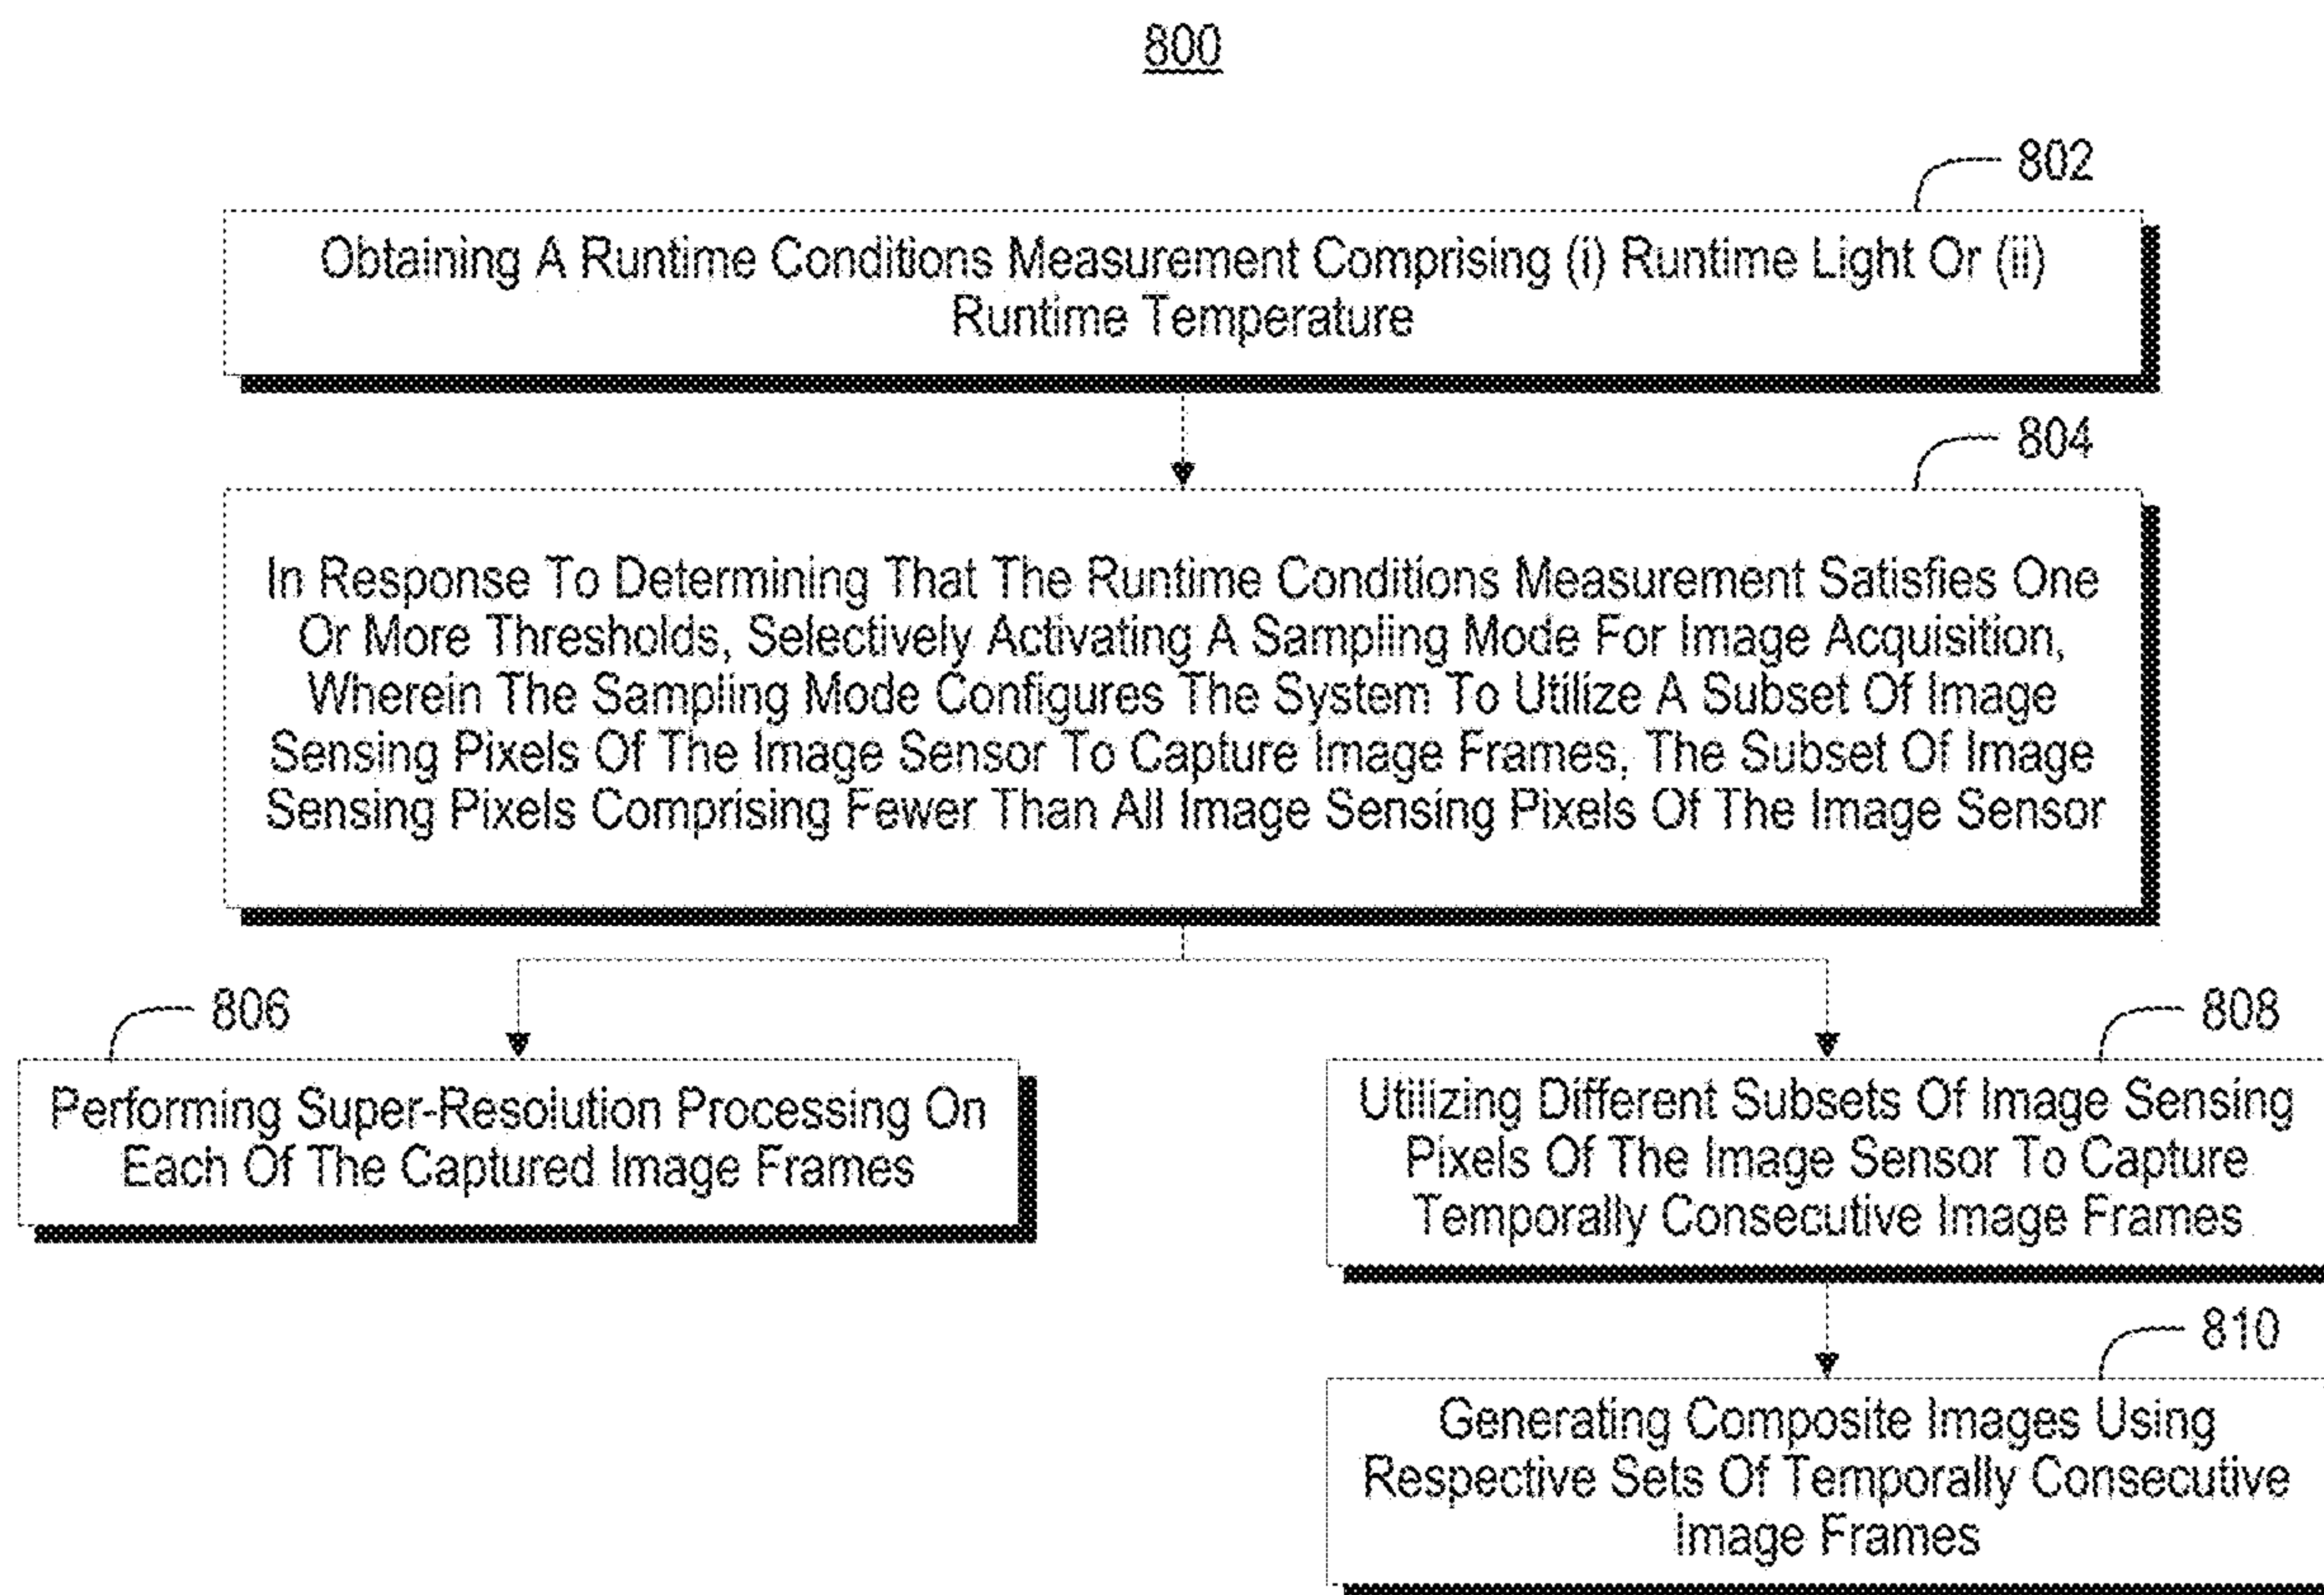 800
802
Obtaining A Runtime Conditions Measurement Comprising (i) Runtime Light Or (ii)
Runtime Temperature
804
In Response To Determining That The Runtime Conditions Measurement Satisfies One
Or More Thresholds, Selectively Activating A Sampling Mode For Image Acquisition,
Wherein The Sampling Mode Configures The System To Utilize A Subset Of Image
Sensing Pixels Of The Image Sensor To Capture Image Frames, The Subset Of Image
Sensing Pixels Comprising Fewer Than All Image Sensing Pixels Of The Image Sensor
806
Performing Super-Resolution Processing On
Each Of The Captured Image Frames
808
Utilizing Different Subsets Of Image Sensing
Pixels Of The Image Sensor To Capture
Temporally Consecutive Image Frames
810
Generating Composite Images Using
Respective Sets Of Temporally Consecutive
Image Frames